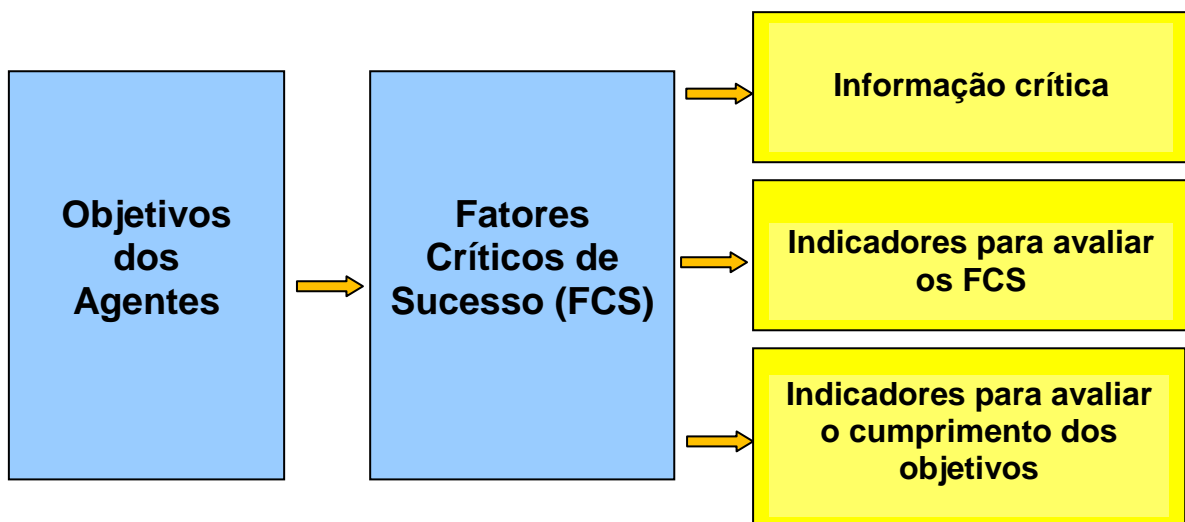 Objetivos
dos
Agentes
Fatores
Críticos de
Sucesso (FCS)
Informação crítica
Indicadores para avaliar
os FCS
Indicadores para avaliar
o cumprimento dos
objetivos